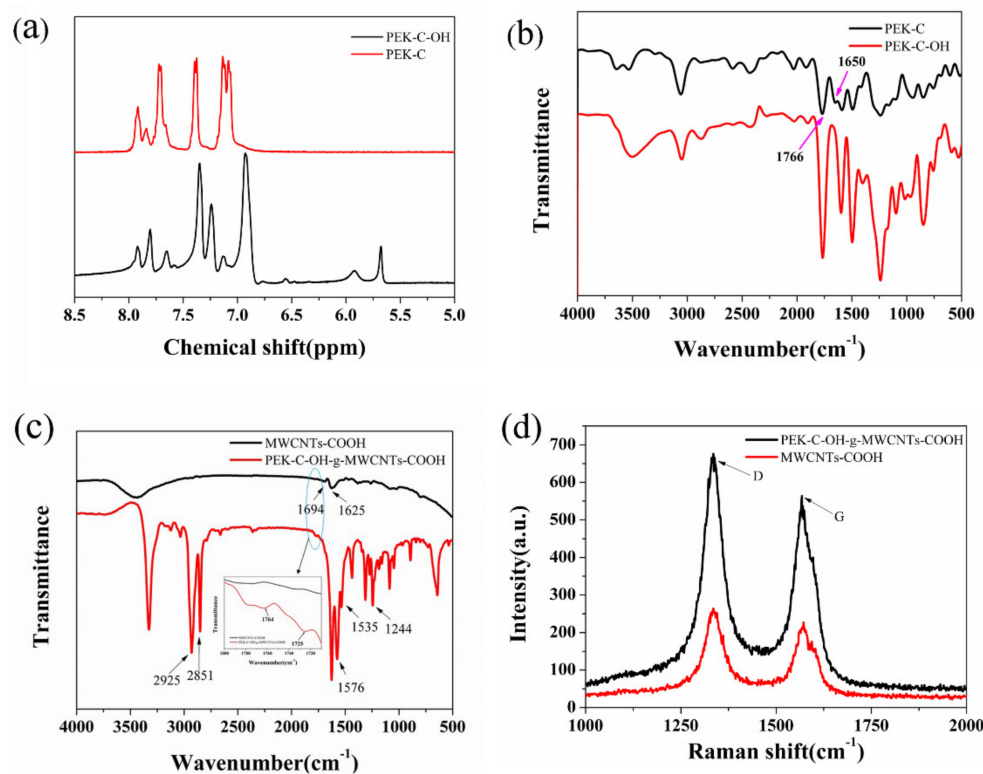 (a)
PEK-C-OH
PEK-C
8.5 8.0 7.5 7.0 6.5 6.0 5.5 5.0
Chemical shift(ppm)
(b)
PEK-C
PEK-C-OH
1650
1766
Transmittance
4000 3500 3000 2500 2000 1500 1000 500
Wavenumber(cm-1)
(c)
MWCNTs-COOH
PEK-C-OH-g-MWCNTs-COOH
1694 1625
Transmittance
1764
1725
Wavenumber(cm-1)
1535 1244
2925 2851 1576
4000 3500 3000 2500 2000 1500 1000 500
Wavenumber(cm-1)
(d)
PEK-C-OH-g-MWCNTs-COOH
MWCNTs-COOH
D
G
Intensity(a.u.)
700
600
500
400
300
200
100
0
1000 1250 1500 1750 2000
Raman shift(cm-1)